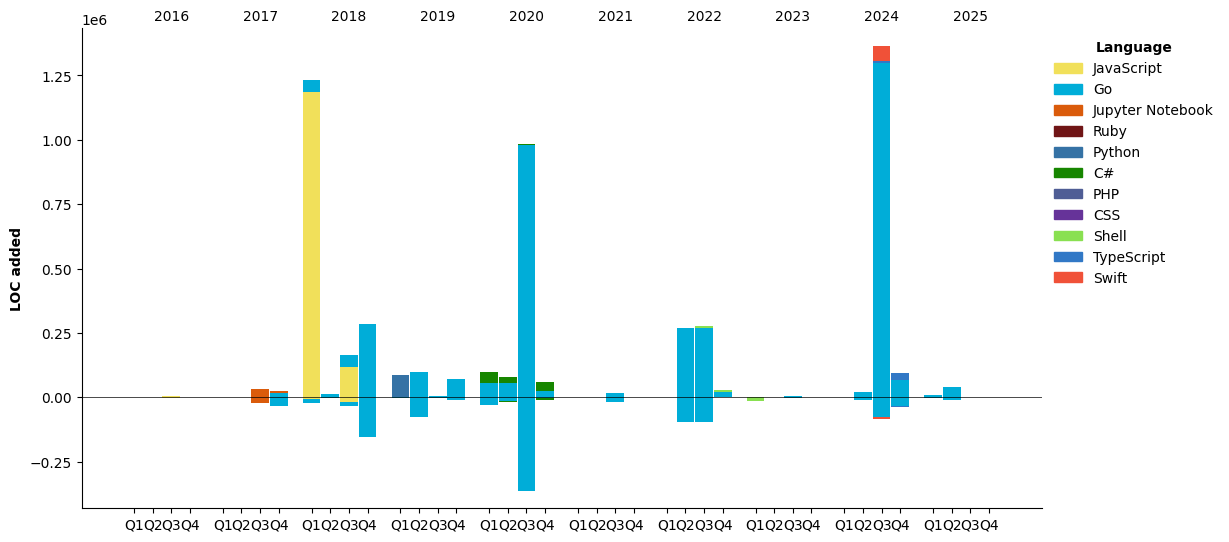 1e6
2016 2017 2018 2019 2020 2021 2022 2023 2024 2025
LOC added
1.25
1.00
0.75
0.50
0.25
0.00
−0.25
Q1Q2Q3Q4 Q1Q2Q3Q4 Q1Q2Q3Q4 Q1Q2Q3Q4 Q1Q2Q3Q4 Q1Q2Q3Q4 Q1Q2Q3Q4 Q1Q2Q3Q4 Q1Q2Q3Q4 Q1Q2Q3Q4
Language
JavaScript
Go
Jupyter Notebook
Ruby
Python
C#
PHP
CSS
Shell
TypeScript
Swift